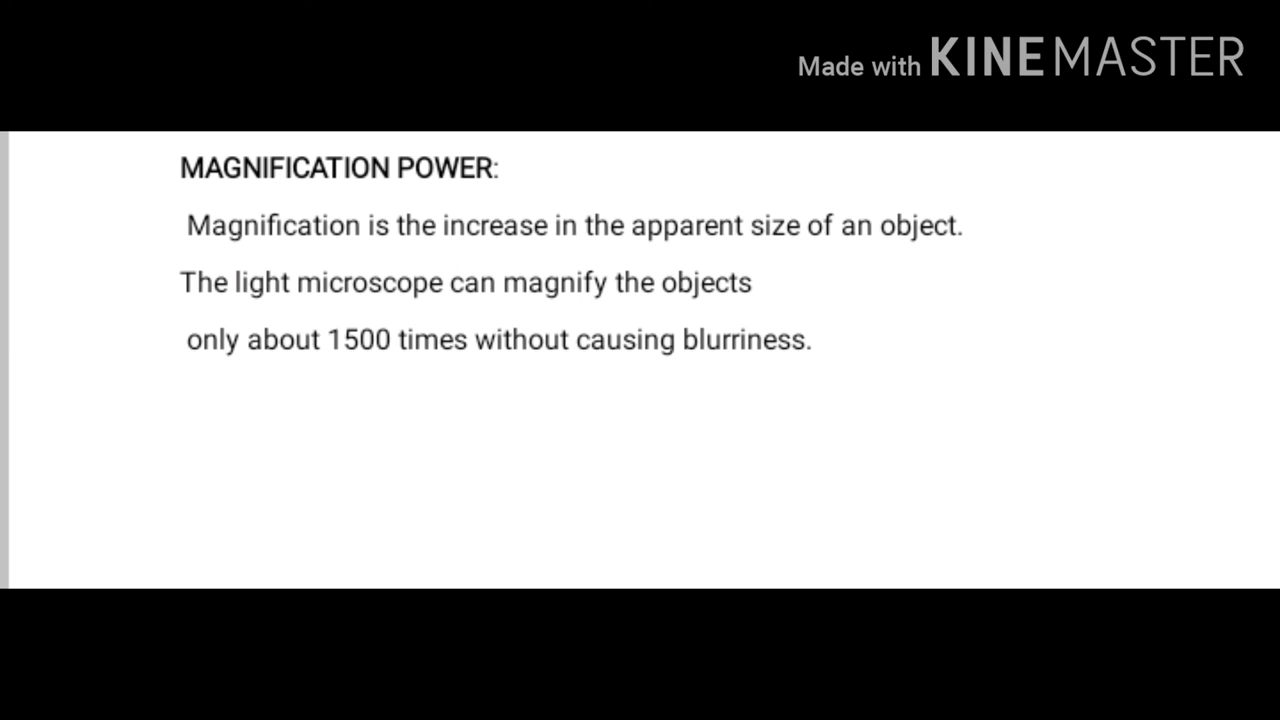 Made with KINEMASTER
MAGNIFICATION POWER:
Magnification is the increase in the apparent size of an object.
The light microscope can magnify the objects
only about 1500 times without causing blurriness.